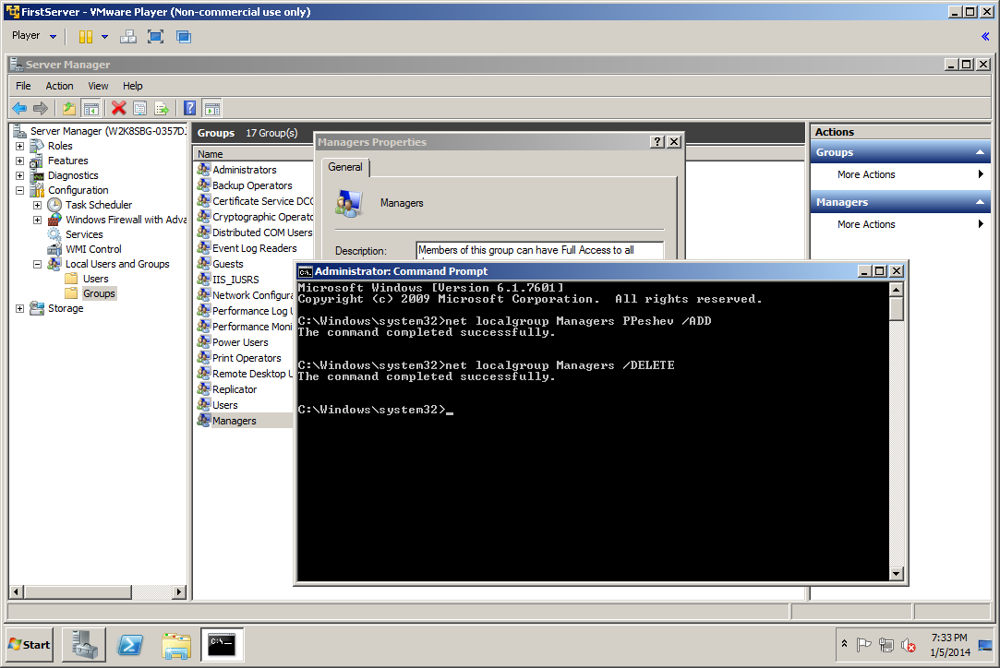 FirstServer - VMware Player (Non-commercial use only)
Player
Server Manager
File Action View Help
Server Manager (W2K8SBG-0357D
Roles
Features
Diagnostics
Configuration
Task Scheduler
Windows Firewall with Adva
Services
WMI Control
Local Users and Groups
Users
Groups
Storage
Groups 17 Group(s)
Name
Administrators
Backup Operators
Certificate Service DCO
Cryptographic Operato
Distributed COM Users
Event Log Readers
Guests
IIS_IUSRS
Network Configura
Performance Log U
Performance Moni
Power Users
Print Operators
Remote Desktop U
Replicator
Users
Managers
Managers Properties
General
Managers
Description:
Members of this group can have Full Access to all
Administrator: Command Prompt
Microsoft Windows [Version 6.1.7601]
Copyright (c) 2009 Microsoft Corporation. All rights reserved.
C:\Windows\system32>net localgroup Managers PPeshev /ADD
The command completed successfully.
C:\Windows\system32>net localgroup Managers /DELETE
The command completed successfully.
C:\Windows\system32>_
Actions
Groups
More Actions
Managers
More Actions
Start
C:\
7:33 PM
1/5/2014